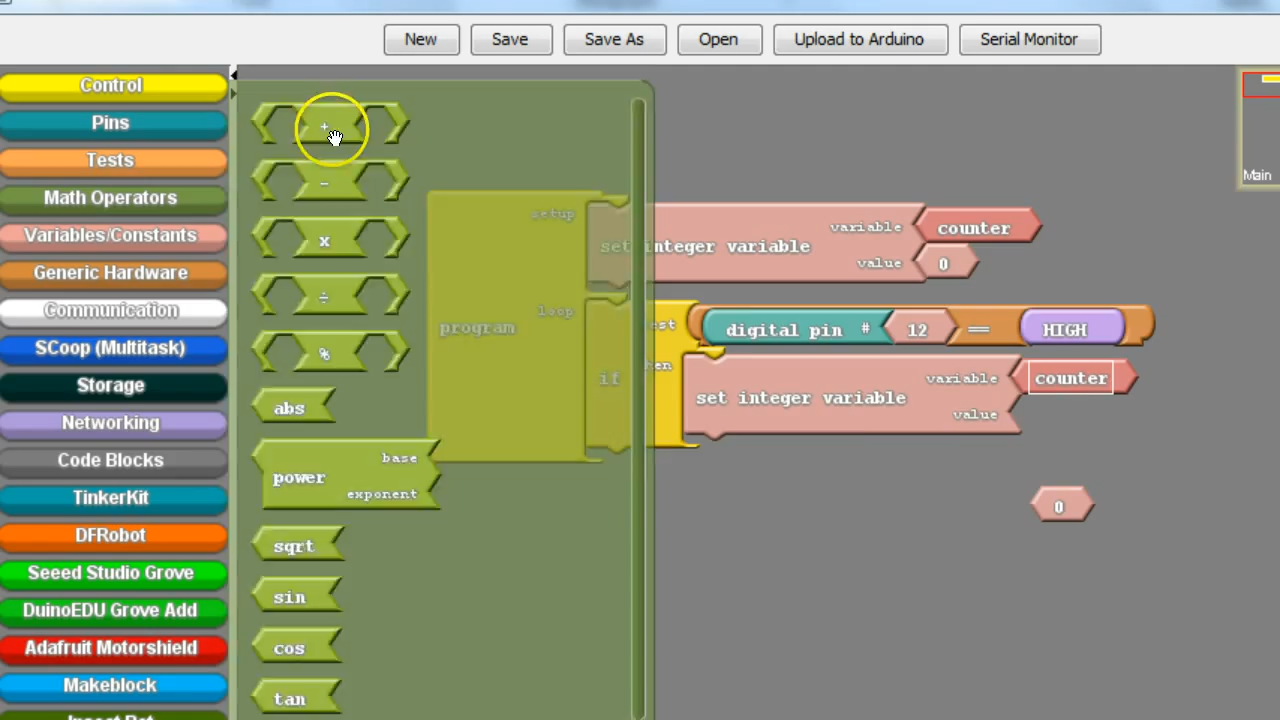 New Save Save As Open Upload to Arduino Serial Monitor
Control
Pins
Tests
Math Operators
Variables/Constants
Generic Hardware
Communication
SCoop (Multitask)
Storage
Networking
Code Blocks
TinkerKit
DFRobot
Seeed Studio Grove
DuinoEDU Grove Add
Adafruit Motorshield
Makeblock
+
-
x
÷
%
abs
power base
exponent
sqrt
sin
cos
tan
program
setup
set integer variable variable counter
value 0
loop
if
digital pin # 12 == HIGH
set integer variable variable counter
value
0
Main